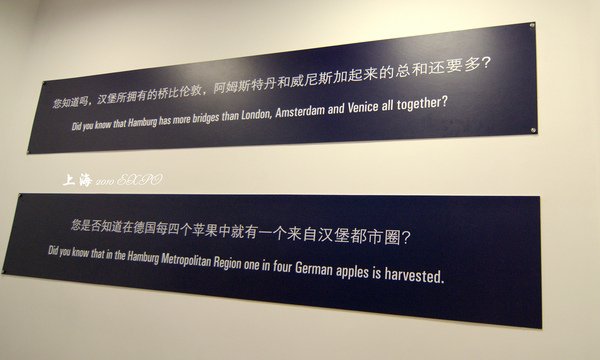 您知道吗，汉堡所拥有的桥比伦敦，阿姆斯特丹和威尼斯加起来的总和还要多？
Did you know that Hamburg has more bridges than London, Amsterdam and Venice all together?
上海 2010 EXPO
您是否知道在德国每四个苹果中就有一个来自汉堡都市圈？
Did you know that in the Hamburg Metropolitan Region one in four German apples is harvested.